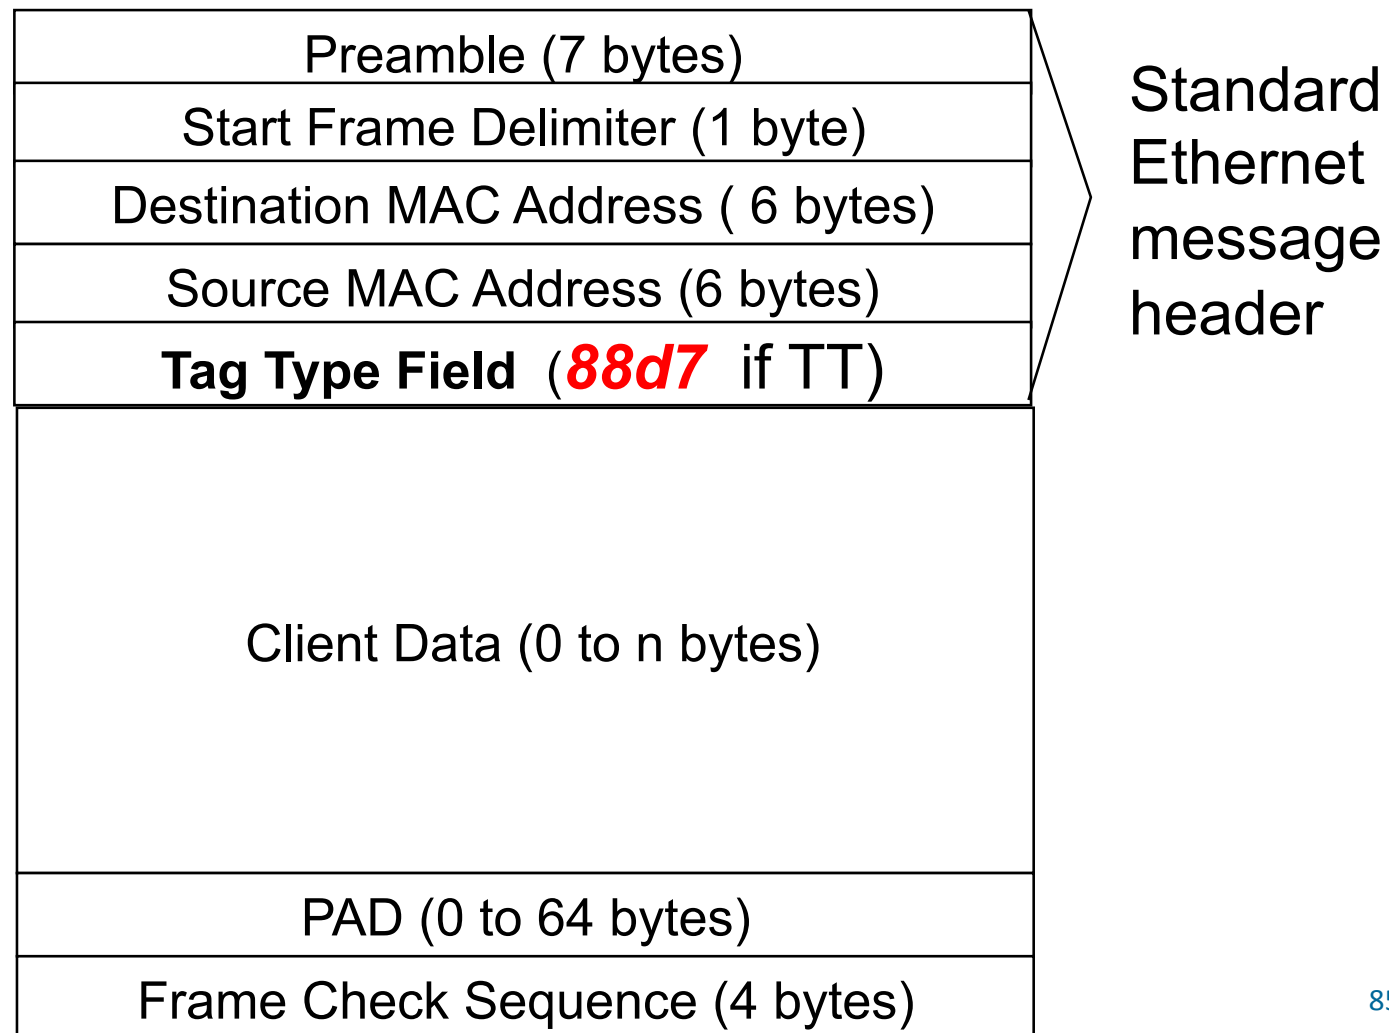 Preamble (7 bytes)
Start Frame Delimiter (1 byte)
Destination MAC Address ( 6 bytes)
Source MAC Address (6 bytes)
Tag Type Field (88d7 if TT)
Standard
Ethernet
message
header
Client Data (0 to n bytes)
PAD (0 to 64 bytes)
Frame Check Sequence (4 bytes)
85